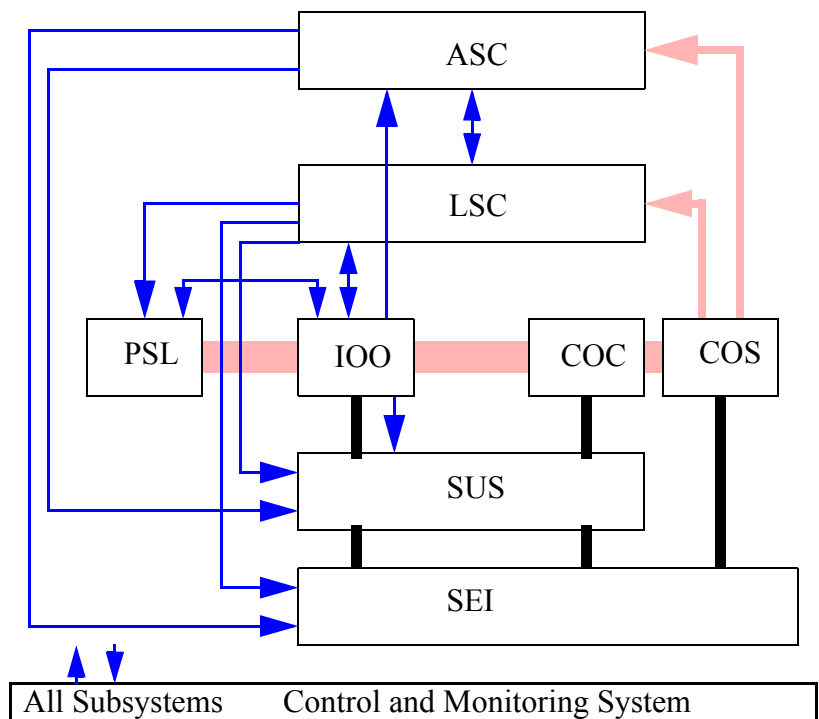 ASC
LSC
PSL
IOO
COC
COS
SUS
SEI
All Subsystems
Control and Monitoring System